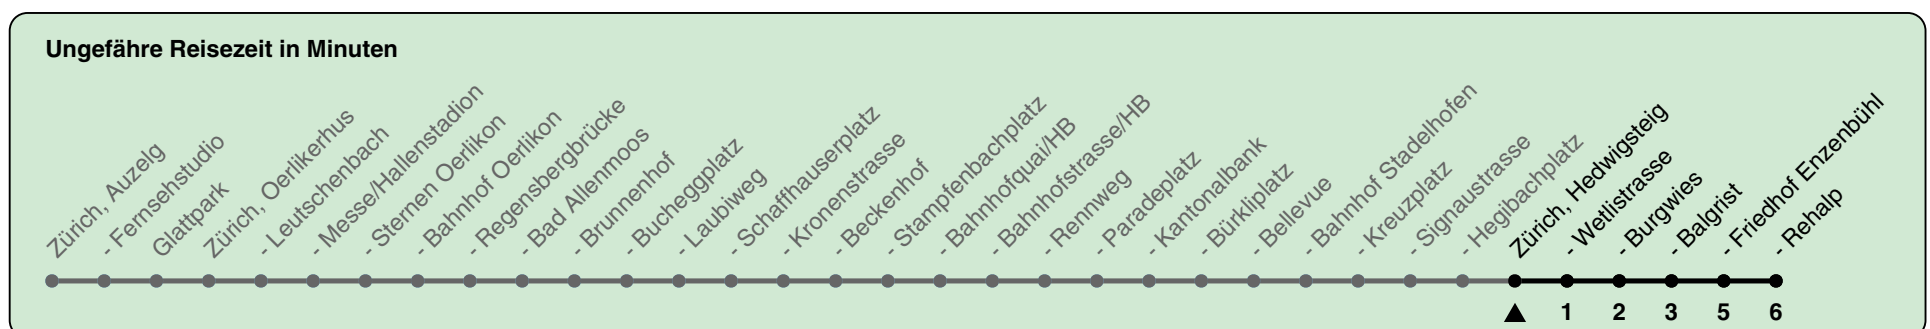 Ungefähre Reisezeit in Minuten
Zürich, Auzelg
- Fernsehstudio
Glattpark
Zürich, Oerlikerhus
- Leutschenbach
- Messe/Hallenstadion
- Sternen Oerlikon
- Bahnhof Oerlikon
- Regensbergbrücke
- Bad Allenmoos
- Brunnenhof
- Bucheggplatz
- Laubiweg
- Schaffhauserplatz
- Kronenstrasse
- Beckenhof
- Stampfenbachplatz
- Bahnhofquai/HB
- Bahnhofstrasse/HB
- Rennweg
- Paradeplatz
- Kantonalbank
- Bürkliplatz
- Bellevue
- Bahnhof Stadelhofen
- Kreuzplatz
- Signaustrasse
- Hegibachplatz
Zürich, Hedwigsteig
- Wetlistrasse
- Burgwies
- Balgrist
- Friedhof Enzenbühl
- Rehalp
1 2 3 5 6